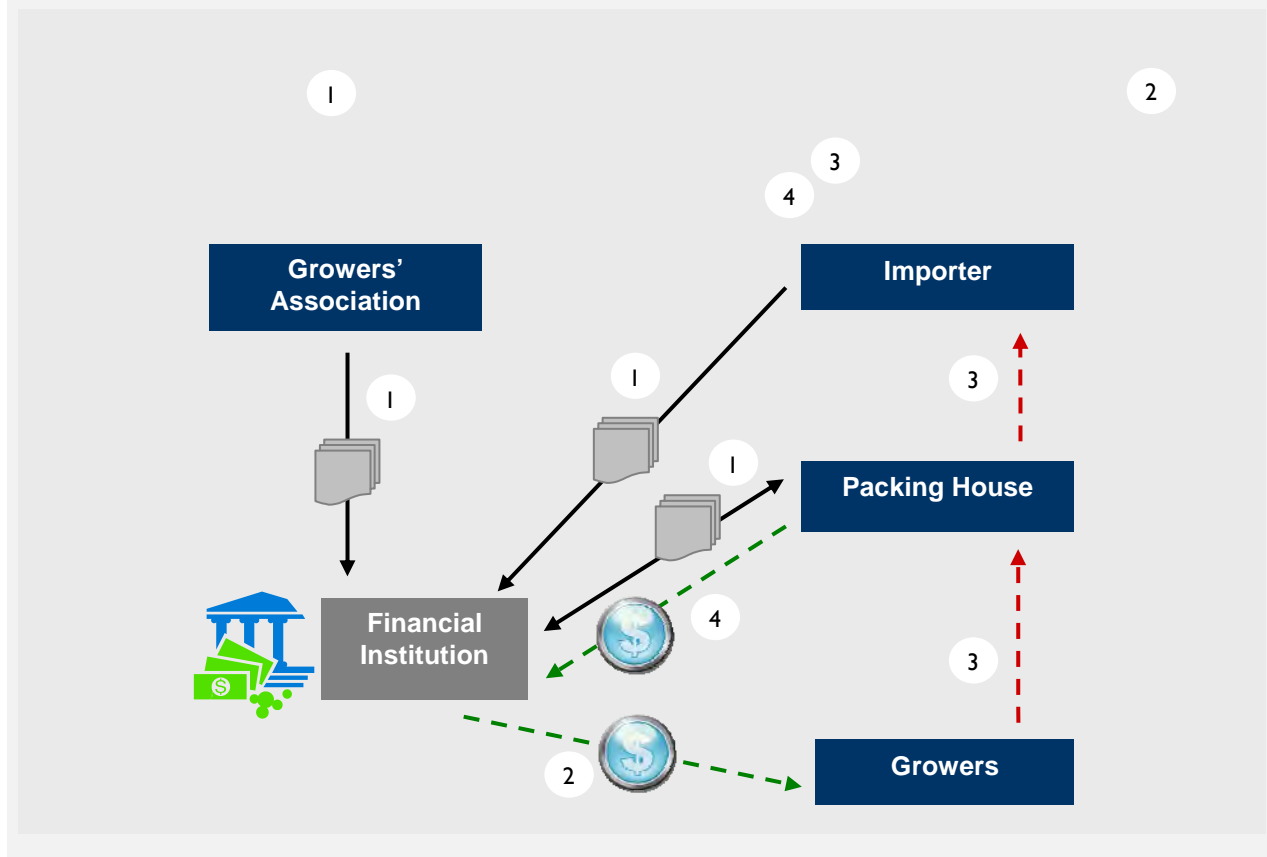 1
2
3
4
Growers’
Association
Importer
1
1
3
1
Packing House
Financial
Institution
4
3
2
Growers